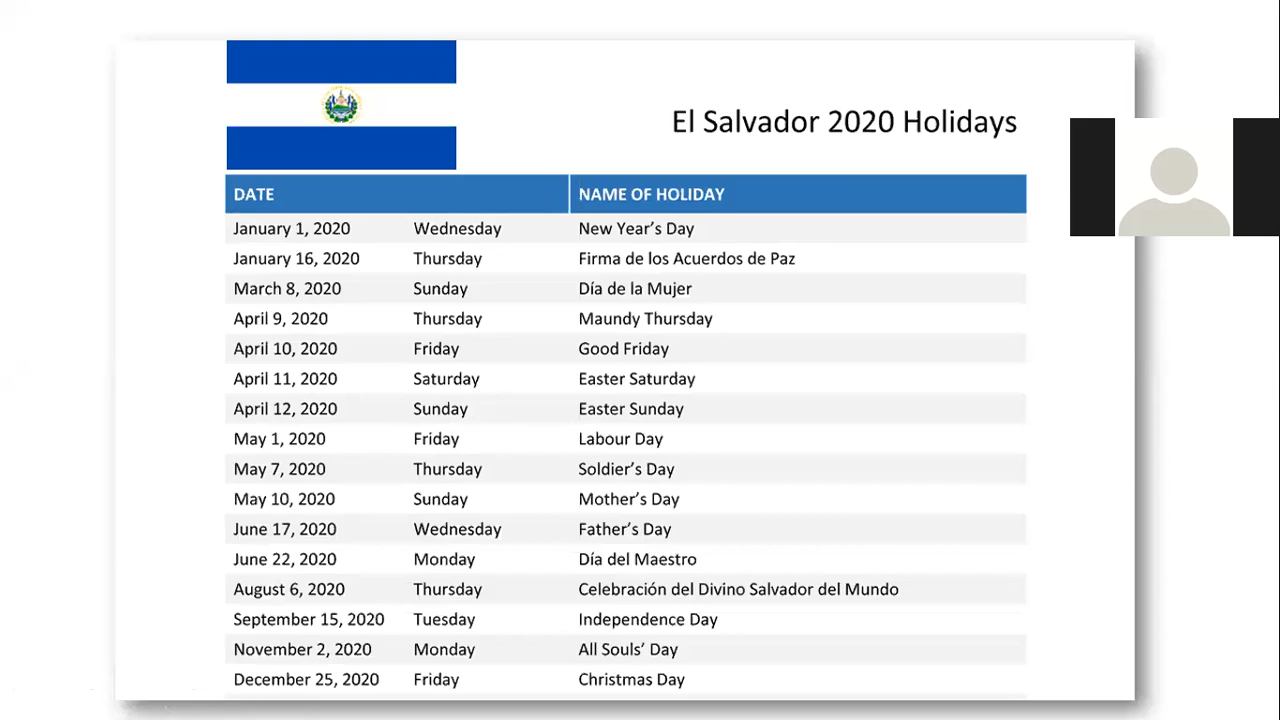 El Salvador 2020 Holidays
DATE NAME OF HOLIDAY
January 1, 2020 Wednesday New Year’s Day
January 16, 2020 Thursday Firma de los Acuerdos de Paz
March 8, 2020 Sunday Día de la Mujer
April 9, 2020 Thursday Maundy Thursday
April 10, 2020 Friday Good Friday
April 11, 2020 Saturday Easter Saturday
April 12, 2020 Sunday Easter Sunday
May 1, 2020 Friday Labour Day
May 7, 2020 Thursday Soldier’s Day
May 10, 2020 Sunday Mother’s Day
June 17, 2020 Wednesday Father’s Day
June 22, 2020 Monday Día del Maestro
August 6, 2020 Thursday Celebración del Divino Salvador del Mundo
September 15, 2020 Tuesday Independence Day
November 2, 2020 Monday All Souls’ Day
December 25, 2020 Friday Christmas Day